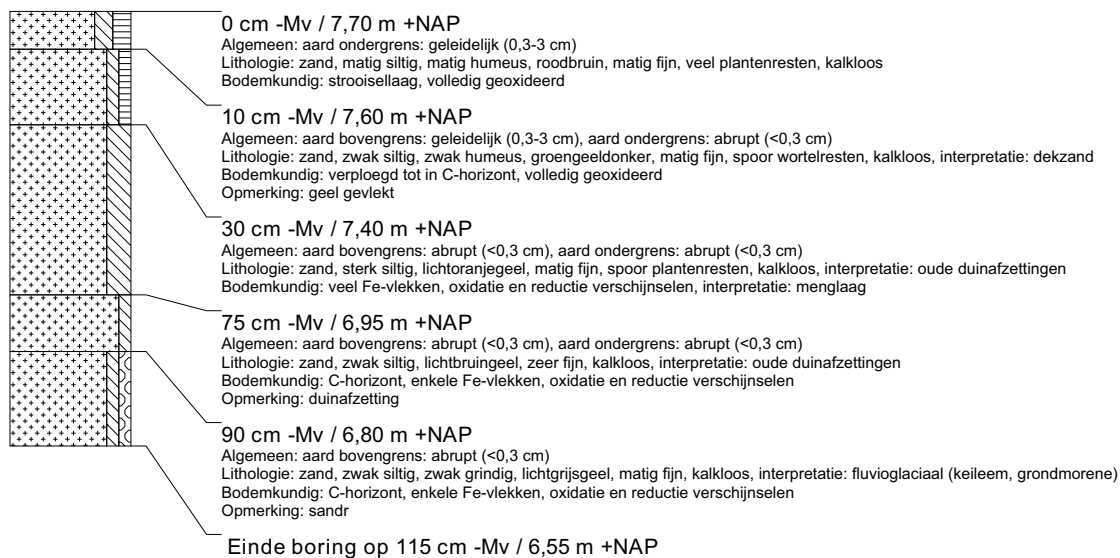 0 cm -Mv / 7,70 m +NAP
Algemeen: aard ondergrens: geleidelijk (0,3-3 cm)
Lithologie: zand, matig siltig, matig humeus, roodbruin, matig fijn, veel plantenresten, kalkloos
Bodemkundig: strooisellaag, volledig geoxideerd
10 cm -Mv / 7,60 m +NAP
Algemeen: aard bovengrens: geleidelijk (0,3-3 cm), aard ondergrens: abrupt (<0,3 cm)
Lithologie: zand, zwak siltig, zwak humeus, groengeeldonker, matig fijn, spoor wortelresten, kalkloos, interpretatie: dekzand
Bodemkundig: verploegd tot in C-horizont, volledig geoxideerd
Opmerking: geel gevlekt
30 cm -Mv / 7,40 m +NAP
Algemeen: aard bovengrens: abrupt (<0,3 cm), aard ondergrens: abrupt (<0,3 cm)
Lithologie: zand, sterk siltig, lichtoranjegeel, matig fijn, spoor plantenresten, kalkloos, interpretatie: oude duinafzettingen
Bodemkundig: veel Fe-vlekken, oxidatie en reductie verschijnselen, interpretatie: menglaag
75 cm -Mv / 6,95 m +NAP
Algemeen: aard bovengrens: abrupt (<0,3 cm), aard ondergrens: abrupt (<0,3 cm)
Lithologie: zand, zwak siltig, lichtbruingeel, zeer fijn, kalkloos, interpretatie: oude duinafzettingen
Bodemkundig: C-horizont, enkele Fe-vlekken, oxidatie en reductie verschijnselen
Opmerking: duinafzetting
90 cm -Mv / 6,80 m +NAP
Algemeen: aard bovengrens: abrupt (<0,3 cm)
Lithologie: zand, zwak siltig, zwak grindig, lichtgrijsgeel, matig fijn, kalkloos, interpretatie: fluvioglaciaal (keileem, grondmorene)
Bodemkundig: C-horizont, enkele Fe-vlekken, oxidatie en reductie verschijnselen
Opmerking: sandr
Einde boring op 115 cm -Mv / 6,55 m +NAP